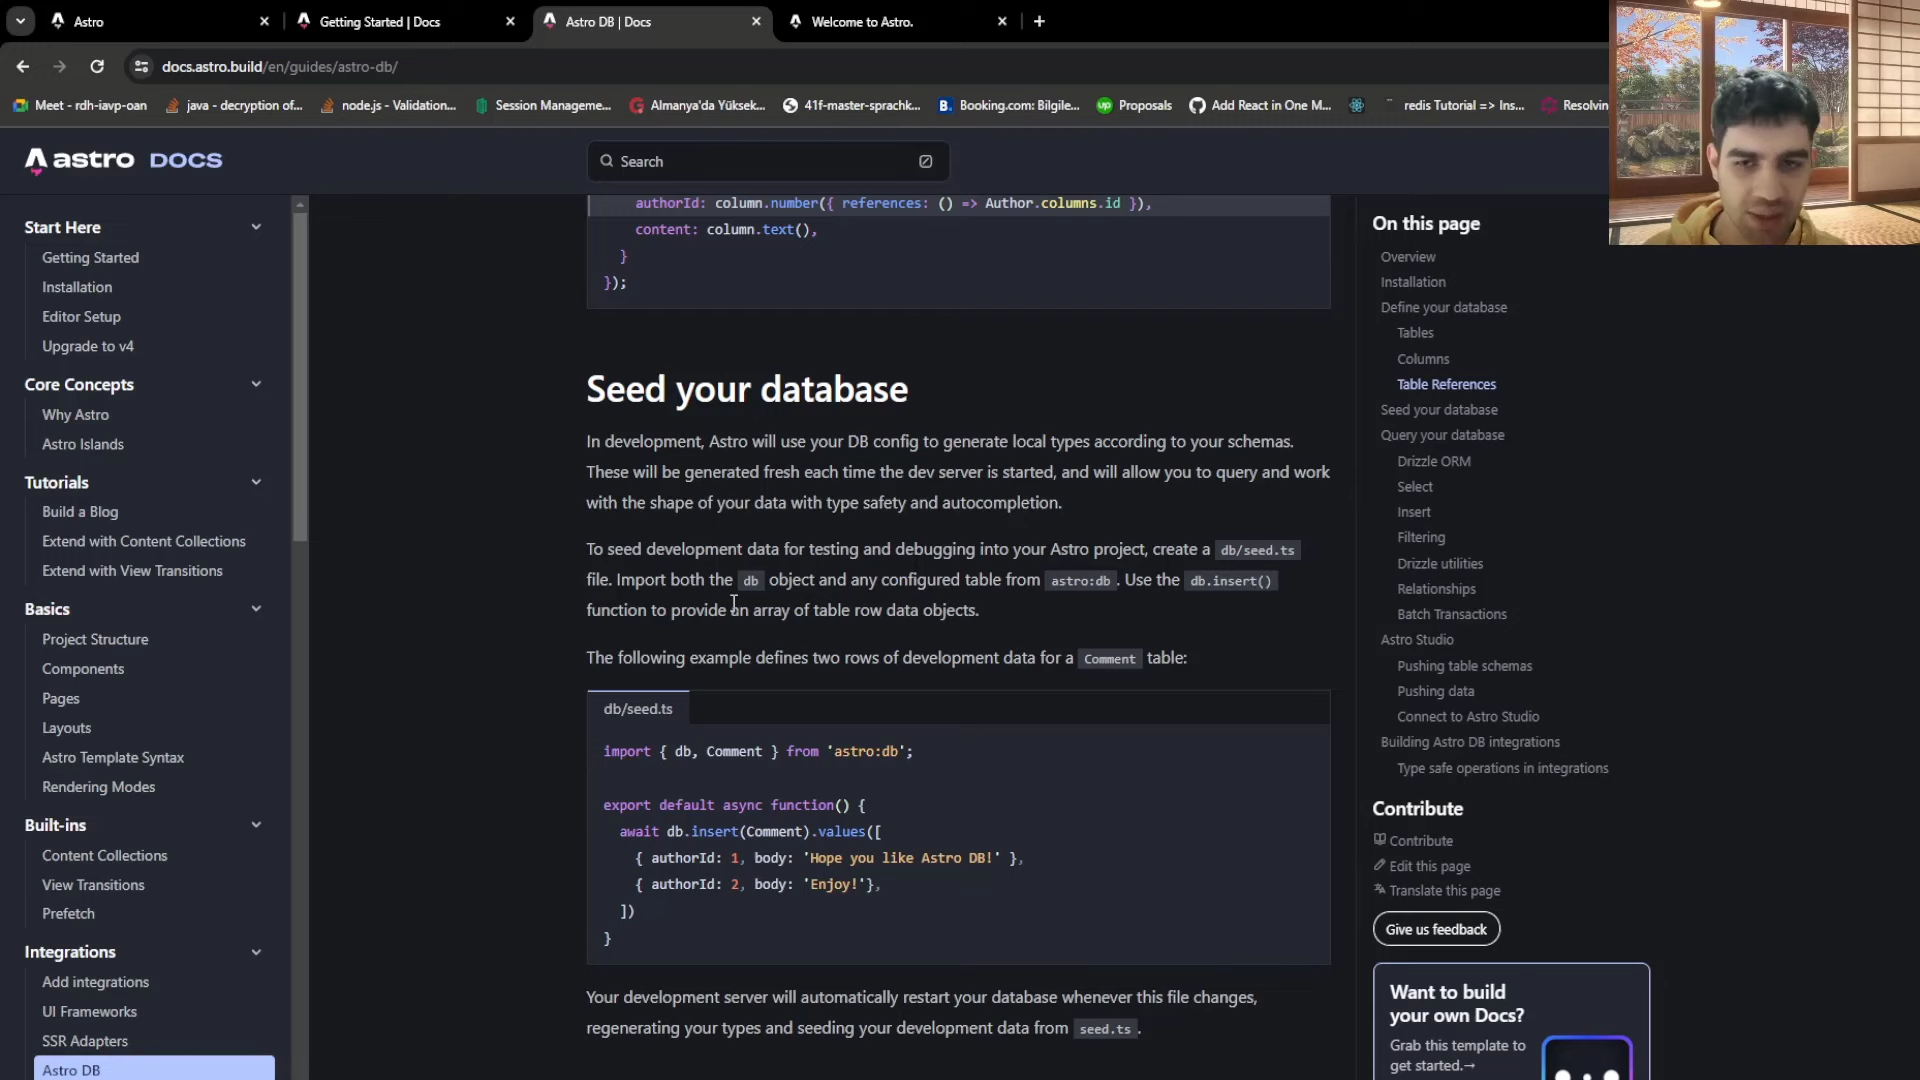 Astro
Getting Started | Docs
Astro DB | Docs
Welcome to Astro.
docs.astro.build/en/guides/astro-db/
Meet - rdh-iavp-oan
java - decryption of...
node.js - Validation...
Session Manageme...
Almanya'da Yüksek...
41f-master-sprachk...
Booking.com: Bilgile...
Proposals
Add React in One M...
redis Tutorial => Ins...
Resolving
astro DOCS
Search
Start Here
Getting Started
Installation
Editor Setup
Upgrade to v4
Core Concepts
Why Astro
Astro Islands
Tutorials
Build a Blog
Extend with Content Collections
Extend with View Transitions
Basics
Project Structure
Components
Pages
Layouts
Astro Template Syntax
Rendering Modes
Built-ins
Content Collections
View Transitions
Prefetch
Integrations
Add integrations
UI Frameworks
SSR Adapters
Astro DB
authorId: column.number({ references: () => Author.columns.id }),
content: column.text(),
}
});
Seed your database
In development, Astro will use your DB config to generate local types according to your schemas.
These will be generated fresh each time the dev server is started, and will allow you to query and work
with the shape of your data with type safety and autocompletion.
To seed development data for testing and debugging into your Astro project, create a db/seed.ts
file. Import both the db object and any configured table from astro:db. Use the db.insert()
function to provide an array of table row data objects.
The following example defines two rows of development data for a Comment table:
db/seed.ts
import { db, Comment } from 'astro:db';
export default async function() {
await db.insert(Comment).values([
{ authorId: 1, body: 'Hope you like Astro DB!' },
{ authorId: 2, body: 'Enjoy!'},
])
}
Your development server will automatically restart your database whenever this file changes,
regenerating your types and seeding your development data from seed.ts.
On this page
Overview
Installation
Define your database
Tables
Columns
Table References
Seed your database
Query your database
Drizzle ORM
Select
Insert
Filtering
Drizzle utilities
Relationships
Batch Transactions
Astro Studio
Pushing table schemas
Pushing data
Connect to Astro Studio
Building Astro DB integrations
Type safe operations in integrations
Contribute
Contribute
Edit this page
Translate this page
Give us feedback
Want to build
your own Docs?
Grab this template to
get started.→